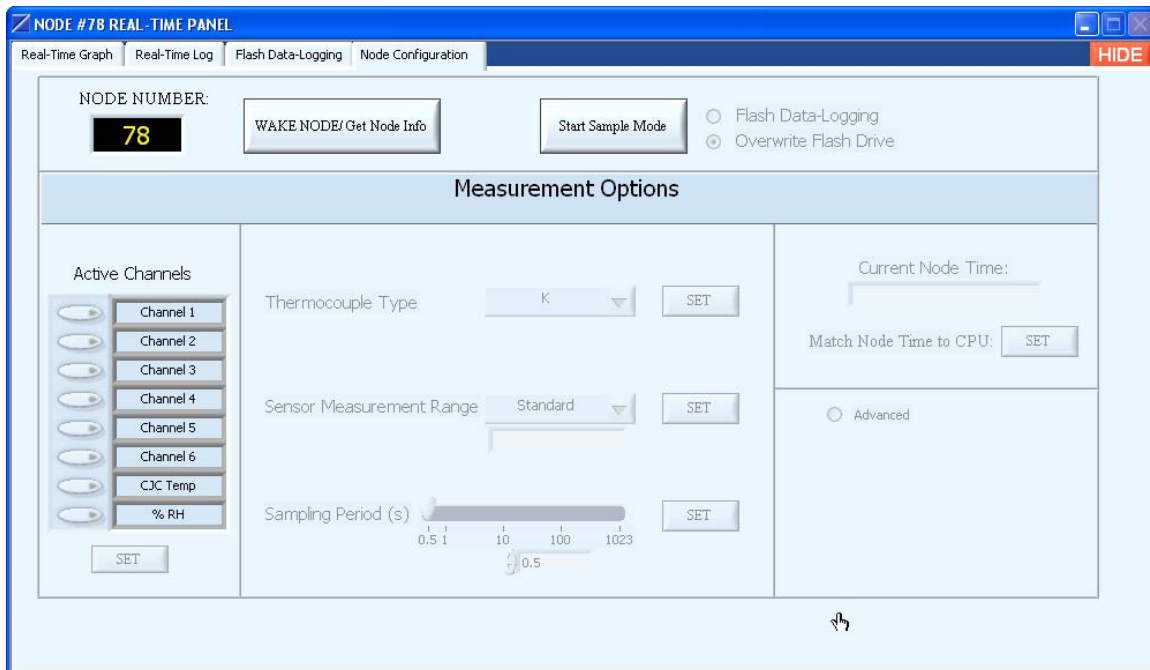 NODE #78 REAL-TIME PANEL
Real-Time Graph
Real-Time Log
Flash Data-Logging
Node Configuration
HIDE
NODE NUMBER:
78
WAKE NODE/ Get Node Info
Start Sample Mode
Flash Data-Logging
Overwrite Flash Drive
Measurement Options
Active Channels
Channel 1
Channel 2
Channel 3
Channel 4
Channel 5
Channel 6
CJC Temp
% RH
SET
Thermocouple Type
K
SET
Sensor Measurement Range
Standard
SET
Sampling Period (s)
0.5 1 10 100 1023
0.5
SET
Current Node Time:
Match Node Time to CPU:
SET
Advanced